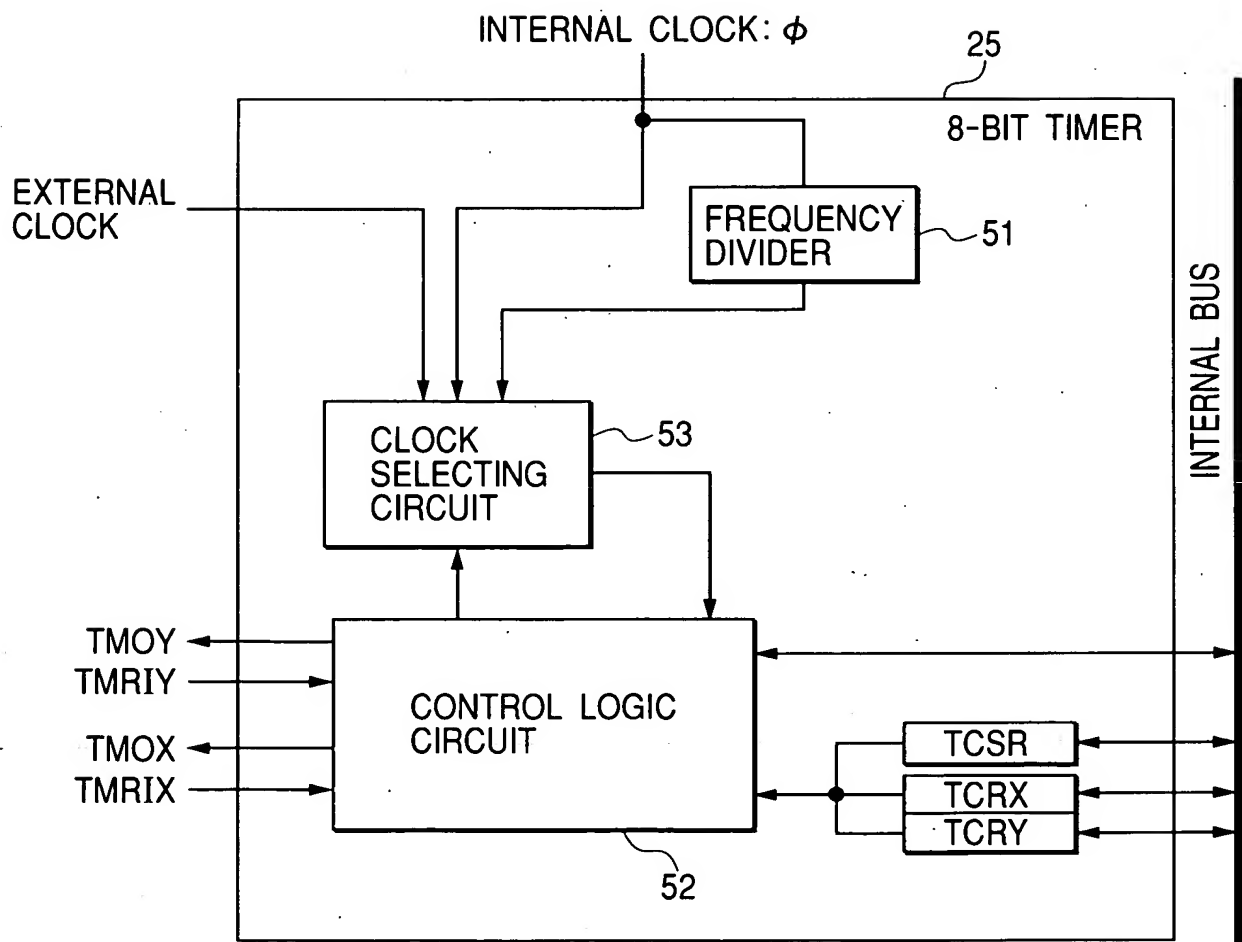 INTERNAL CLOCK: ϕ
25
8-BIT TIMER
EXTERNAL
CLOCK
FREQUENCY
DIVIDER
51
INTERNAL BUS
CLOCK
SELECTING
CIRCUIT
53
TMOY
TMRIY
TMOX
TMRIX
CONTROL LOGIC
CIRCUIT
52
TCSR
TCRX
TCRY